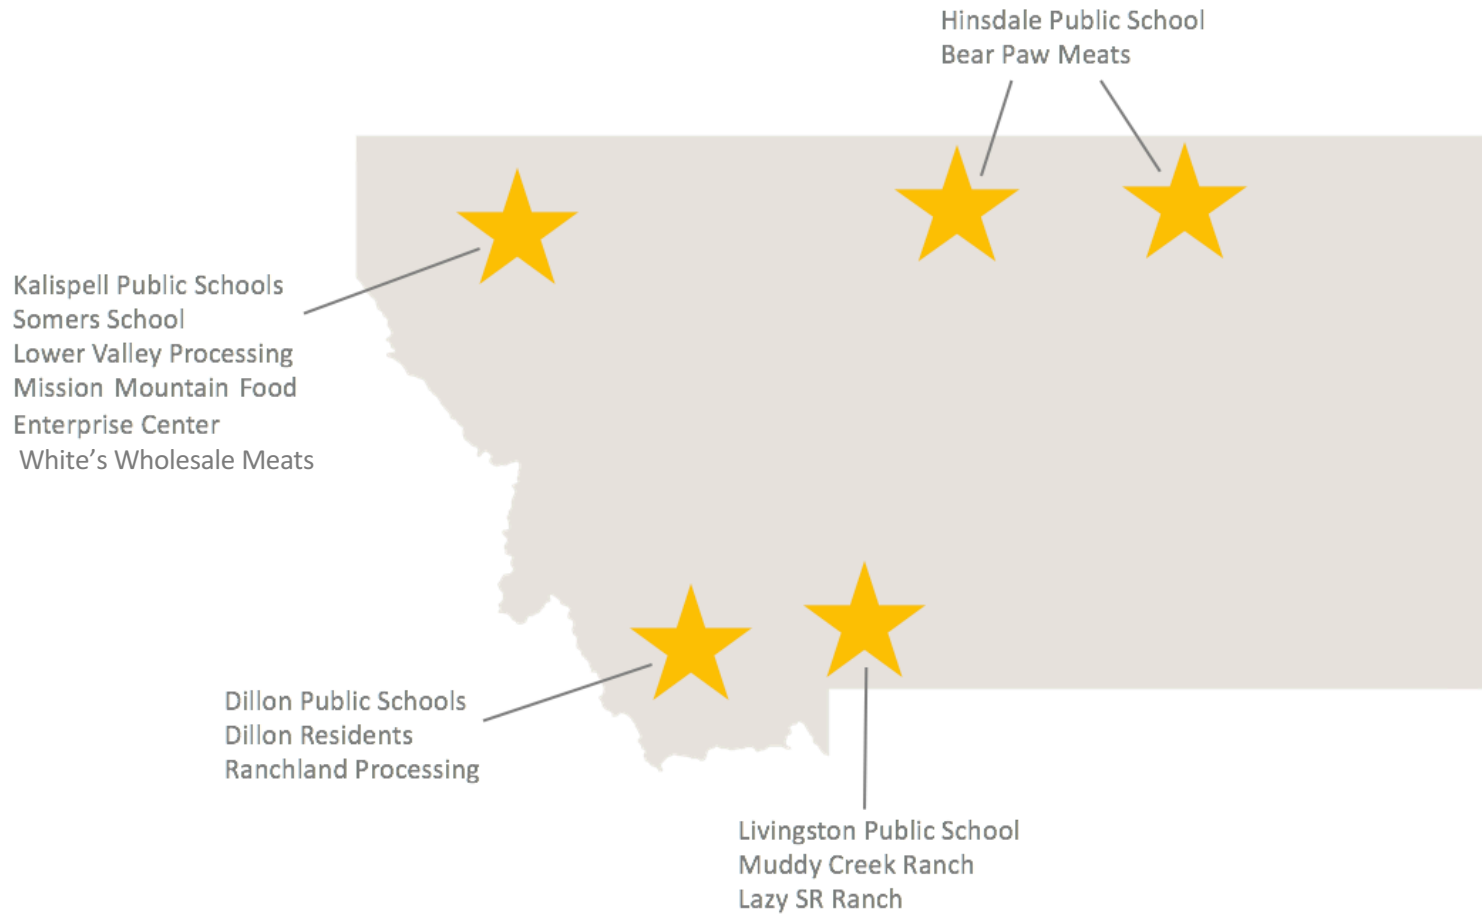 Hinsdale Public School
Bear Paw Meats
Kalispell Public Schools
Somers School
Lower Valley Processing
Mission Mountain Food
Enterprise Center
White’s Wholesale Meats
Dillon Public Schools
Dillon Residents
Ranchland Processing
Livingston Public School
Muddy Creek Ranch
Lazy SR Ranch